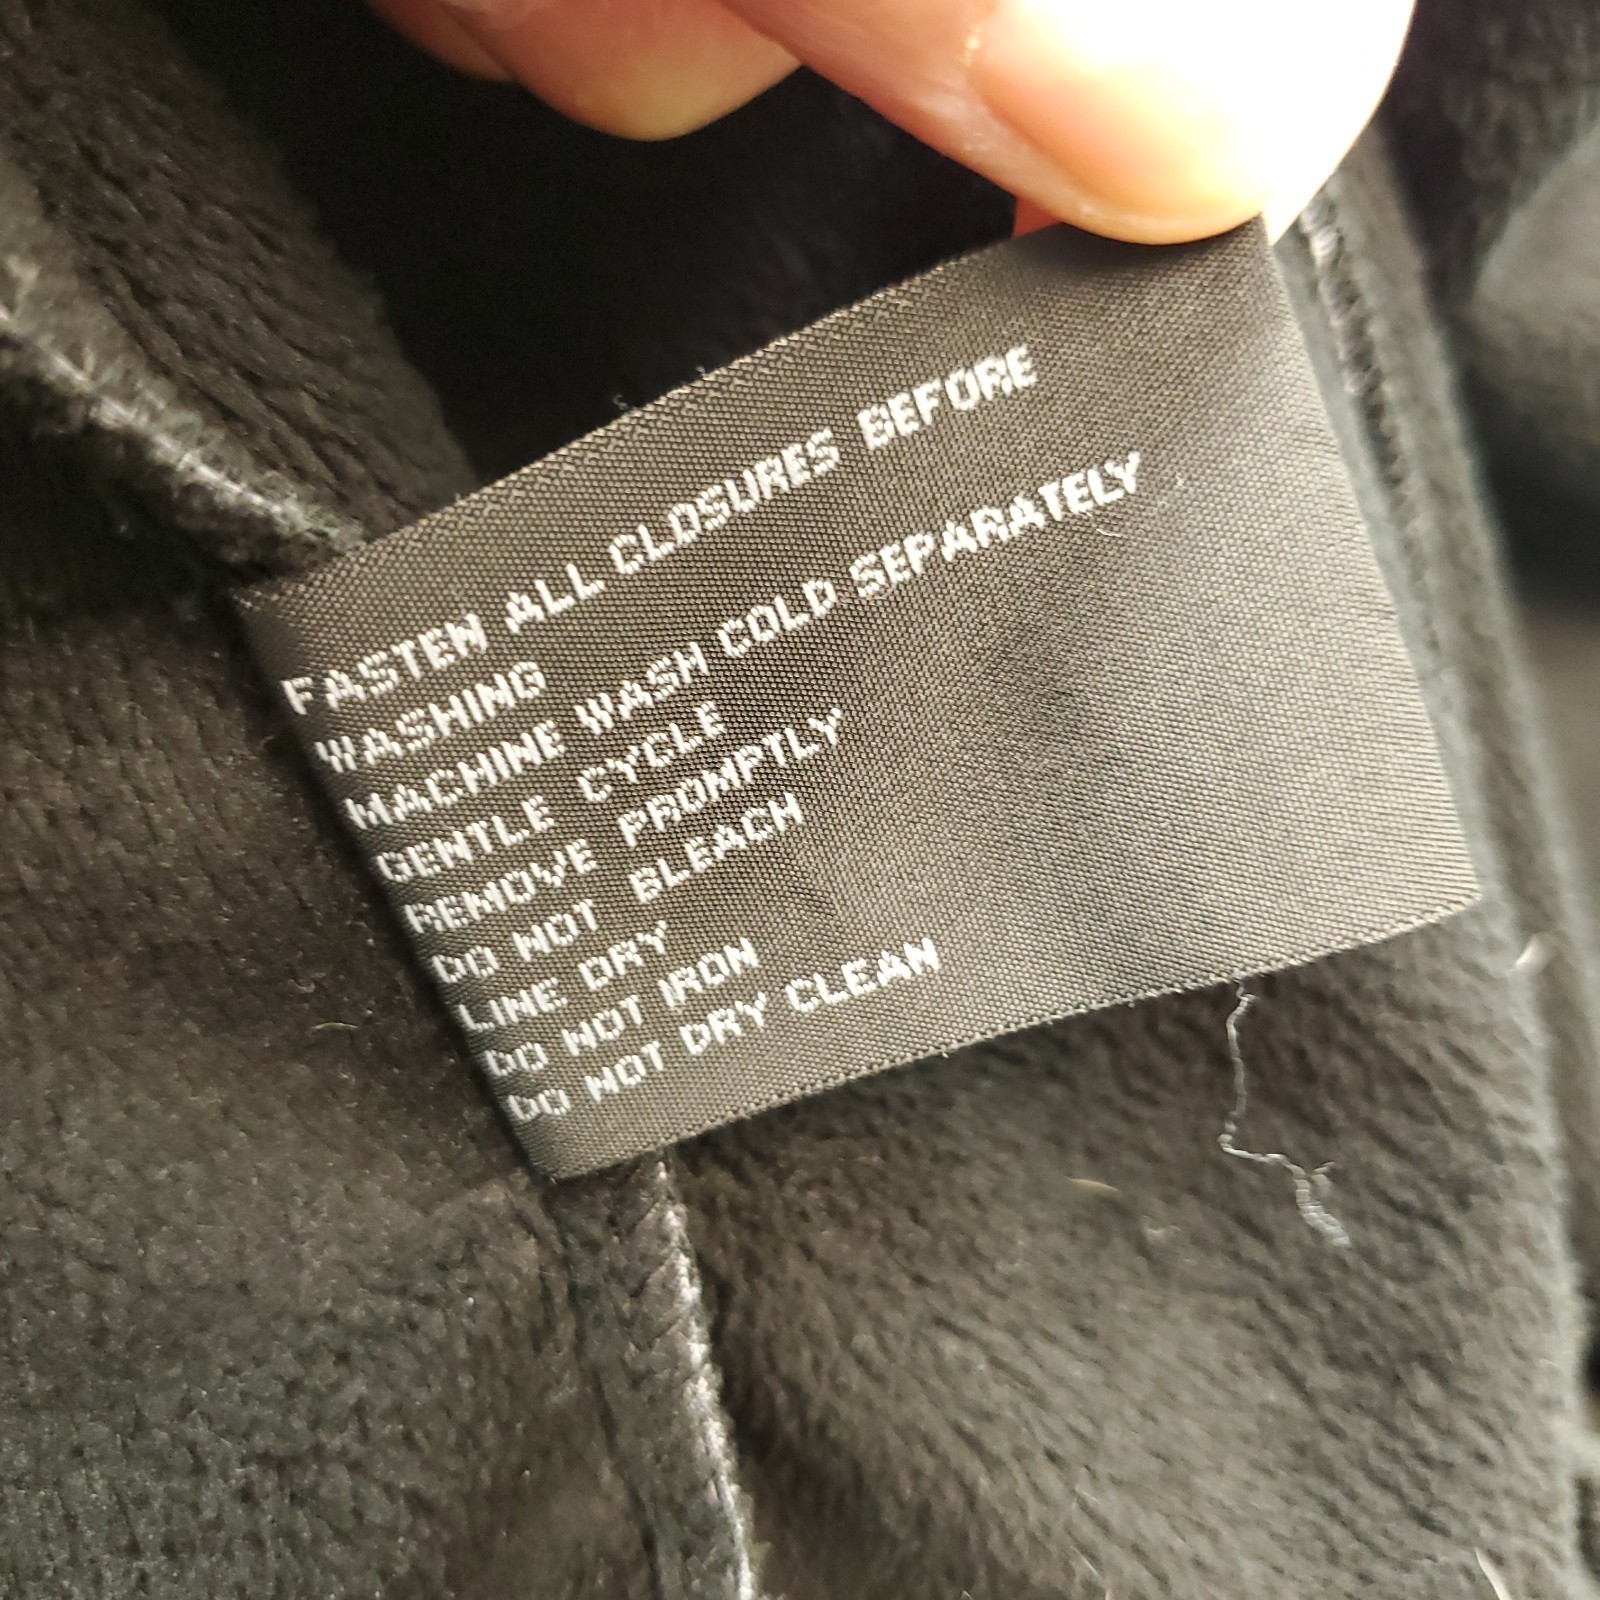 FASTEN ALL CLOSURES BEFORE
WASHING
MACHINE WASH COLD SEPARATELY
GENTLE CYCLE
REMOVE PROMPTLY
DO NOT BLEACH
LINE DRY
DO NOT IRON
DO NOT DRY CLEAN